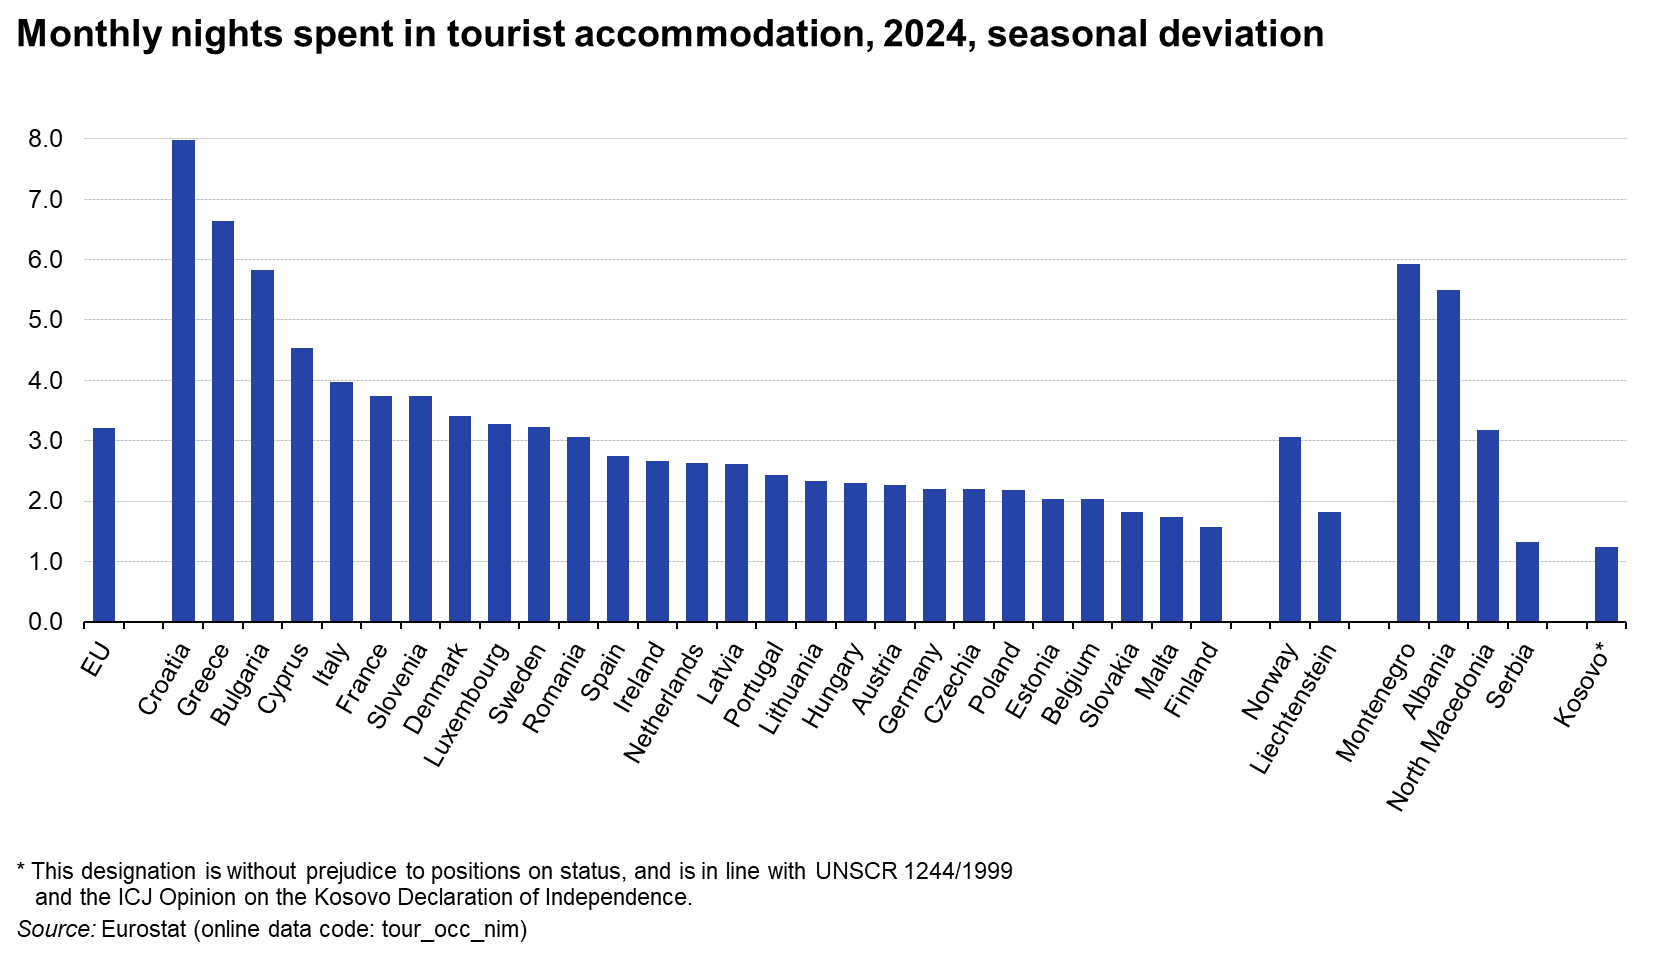 Monthly nights spent in tourist accommodation, 2024, seasonal deviation
8.0
7.0
6.0
5.0
4.0
3.0
2.0
1.0
0.0
EU
Croatia
Greece
Bulgaria
Cyprus
Italy
France
Slovenia
Denmark
Luxembourg
Sweden
Romania
Spain
Ireland
Netherlands
Latvia
Portugal
Lithuania
Hungary
Austria
Germany
Czechia
Poland
Estonia
Belgium
Slovakia
Malta
Finland
Norway
Liechtenstein
Montenegro
Albania
North Macedonia
Serbia
Kosovo*
* This designation is without prejudice to positions on status, and is in line with UNSCR 1244/1999
and the ICJ Opinion on the Kosovo Declaration of Independence.
Source: Eurostat (online data code: tour_occ_nim)